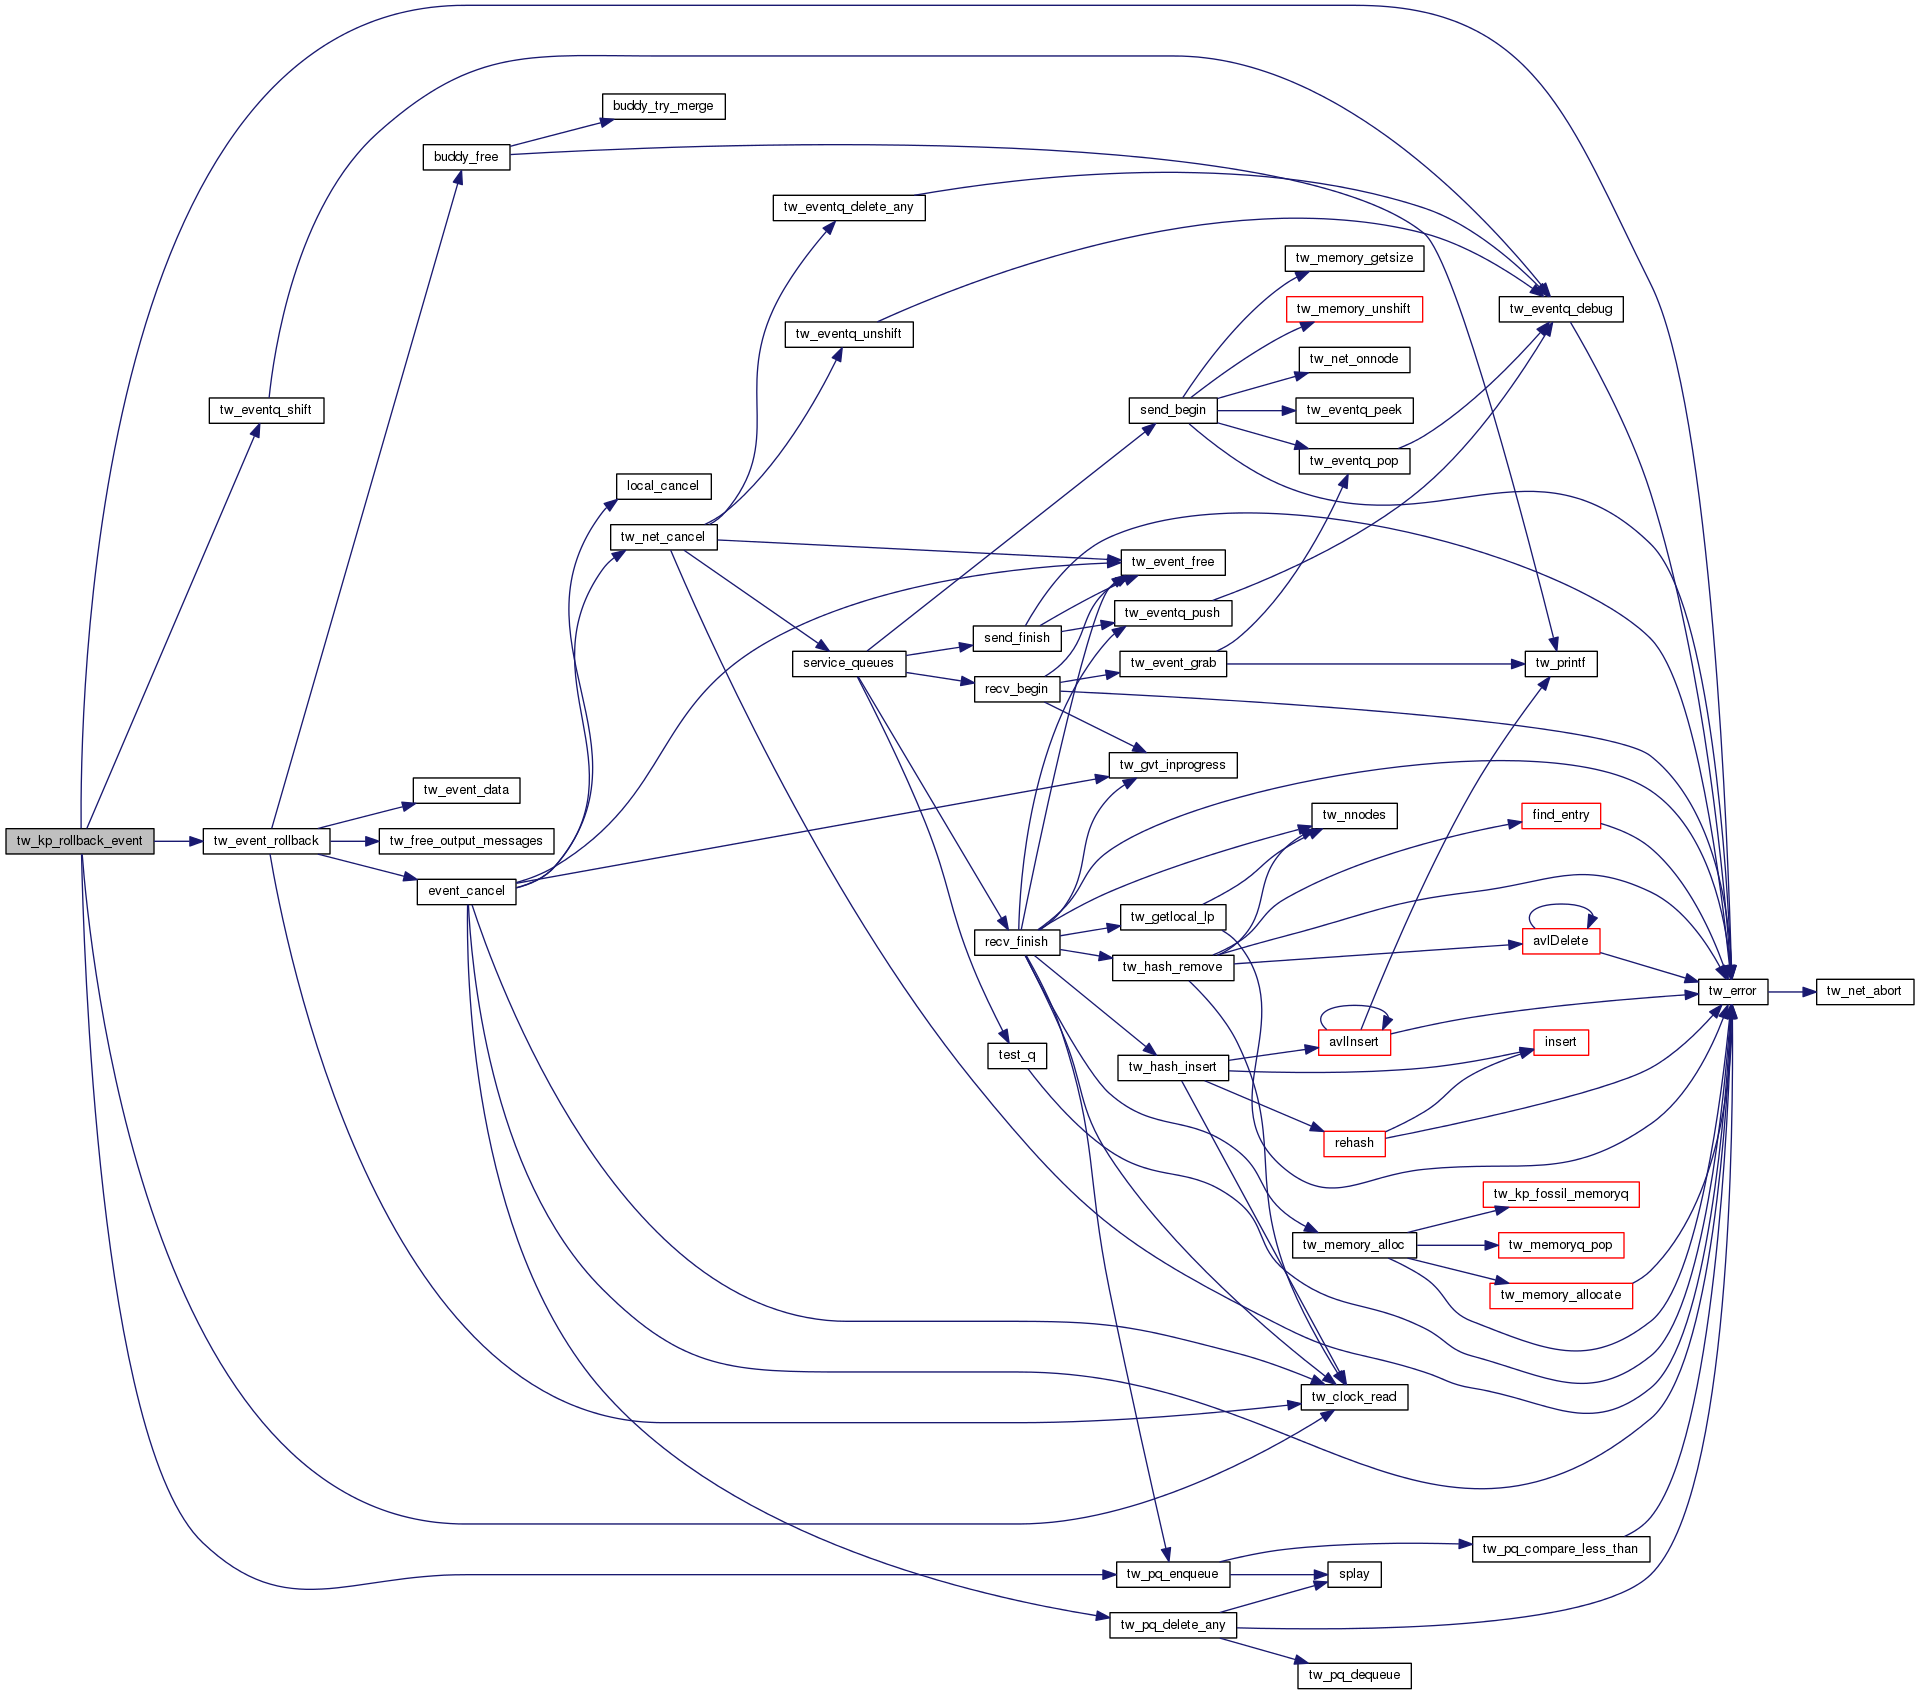 buddy_try_merge
buddy_free
tw_eventq_delete_any
tw_memory_getsize
tw_memory_unshift
tw_eventq_debug
tw_eventq_unshift
tw_net_onnode
tw_eventq_shift
send_begin
tw_eventq_peek
tw_eventq_pop
local_cancel
tw_net_cancel
tw_event_free
tw_eventq_push
send_finish
service_queues
tw_event_grab
tw_printf
recv_begin
tw_gvt_inprogress
tw_event_data
tw_nnodes
find_entry
tw_kp_rollback_event
tw_event_rollback
tw_free_output_messages
event_cancel
tw_getlocal_lp
recv_finish
avlDelete
tw_hash_remove
tw_error
tw_net_abort
avlInsert
insert
test_q
tw_hash_insert
rehash
tw_kp_fossil_memoryq
tw_memory_alloc
tw_memoryq_pop
tw_memory_allocate
tw_clock_read
tw_pq_compare_less_than
tw_pq_enqueue
splay
tw_pq_delete_any
tw_pq_dequeue